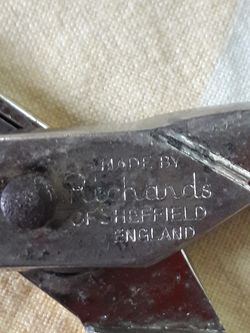 MADE BY
Richards
OF SHEFFIELD
ENGLAND